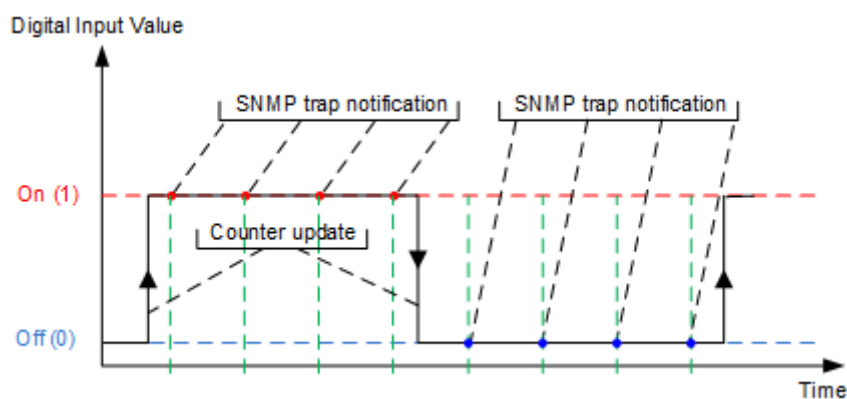 Digital Input Value
SNMP trap notification
SNMP trap notification
On (1)
Counter update
Off (0)
Time